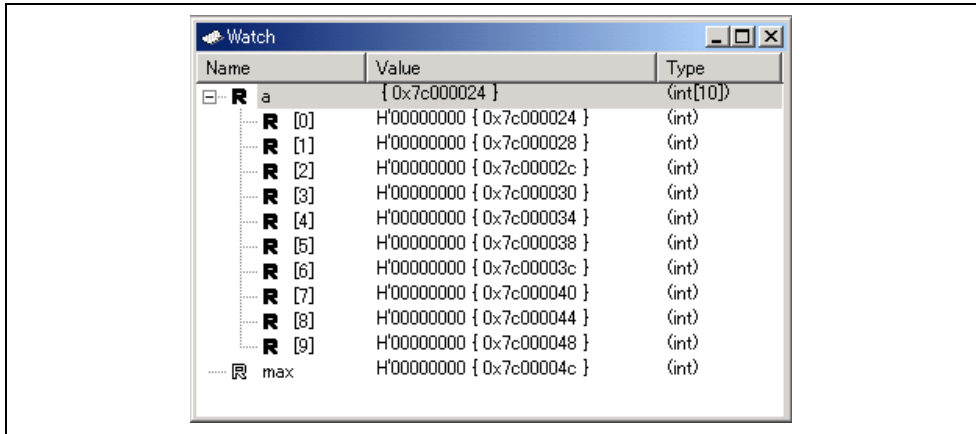 Watch
Name Value Type
R a { 0x7c000024 } (int[10])
R [0] H'00000000 { 0x7c000024 } (int)
R [1] H'00000000 { 0x7c000028 } (int)
R [2] H'00000000 { 0x7c00002c } (int)
R [3] H'00000000 { 0x7c000030 } (int)
R [4] H'00000000 { 0x7c000034 } (int)
R [5] H'00000000 { 0x7c000038 } (int)
R [6] H'00000000 { 0x7c00003c } (int)
R [7] H'00000000 { 0x7c000040 } (int)
R [8] H'00000000 { 0x7c000044 } (int)
R [9] H'00000000 { 0x7c000048 } (int)
R max H'00000000 { 0x7c00004c } (int)